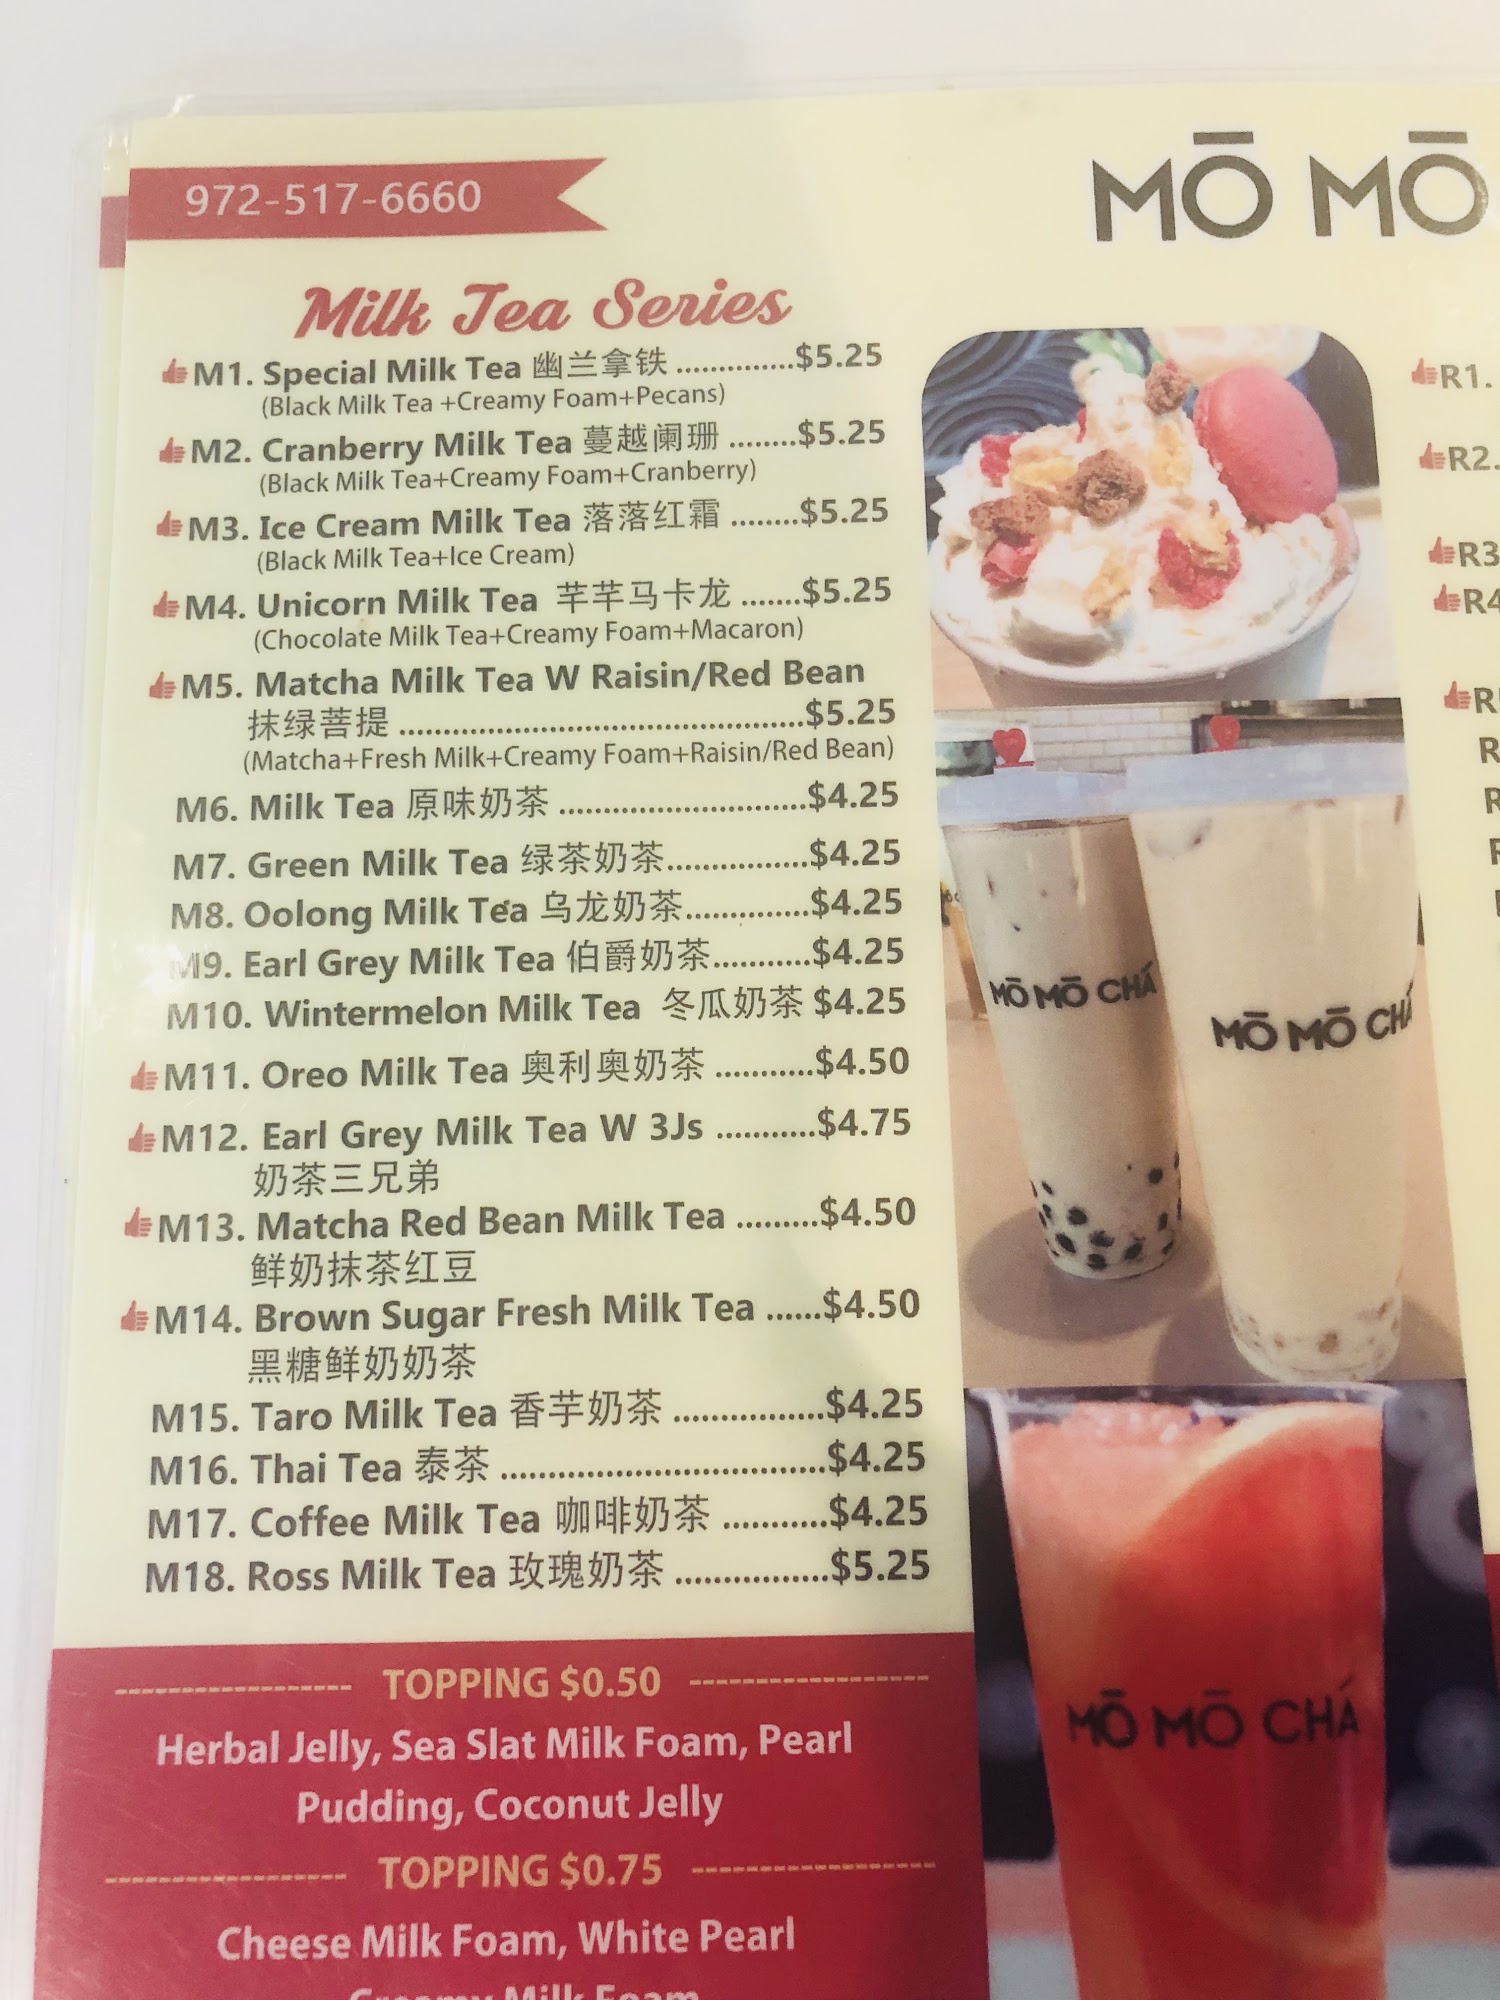 972-517-6660
MŌ MŌ
Milk Tea Series
M1. Special Milk Tea 幽兰拿铁 ..............$5.25
(Black Milk Tea +Creamy Foam+Pecans)
M2. Cranberry Milk Tea 蔓越阑珊 ........$5.25
(Black Milk Tea+Creamy Foam+Cranberry)
M3. Ice Cream Milk Tea 落落红霜 ........$5.25
(Black Milk Tea+Ice Cream)
M4. Unicorn Milk Tea 芊芊马卡龙 .......$5.25
(Chocolate Milk Tea+Creamy Foam+Macaron)
M5. Matcha Milk Tea W Raisin/Red Bean
抹绿菩提 ..........................................$5.25
(Matcha+Fresh Milk+Creamy Foam+Raisin/Red Bean)
M6. Milk Tea 原味奶茶 ..........................$4.25
M7. Green Milk Tea 绿茶奶茶...............$4.25
M8. Oolong Milk Tea 乌龙奶茶.............$4.25
M9. Earl Grey Milk Tea 伯爵奶茶..........$4.25
M10. Wintermelon Milk Tea 冬瓜奶茶 $4.25
M11. Oreo Milk Tea 奥利奥奶茶 ...........$4.50
M12. Earl Grey Milk Tea W 3Js ...........$4.75
奶茶三兄弟
M13. Matcha Red Bean Milk Tea .........$4.50
鲜奶抹茶红豆
M14. Brown Sugar Fresh Milk Tea ......$4.50
黑糖鲜奶奶茶
M15. Taro Milk Tea 香芋奶茶 ................$4.25
M16. Thai Tea 泰茶 ..................................$4.25
M17. Coffee Milk Tea 咖啡奶茶 ...........$4.25
M18. Ross Milk Tea 玫瑰奶茶 ................$5.25
TOPPING $0.50
Herbal Jelly, Sea Slat Milk Foam, Pearl
Pudding, Coconut Jelly
TOPPING $0.75
Cheese Milk Foam, White Pearl
Creamy Milk Foam
MŌ MŌ CHÁ
MŌ MŌ CHÁ
MŌ MŌ CHÁ
R1.
R2.
R3
R4